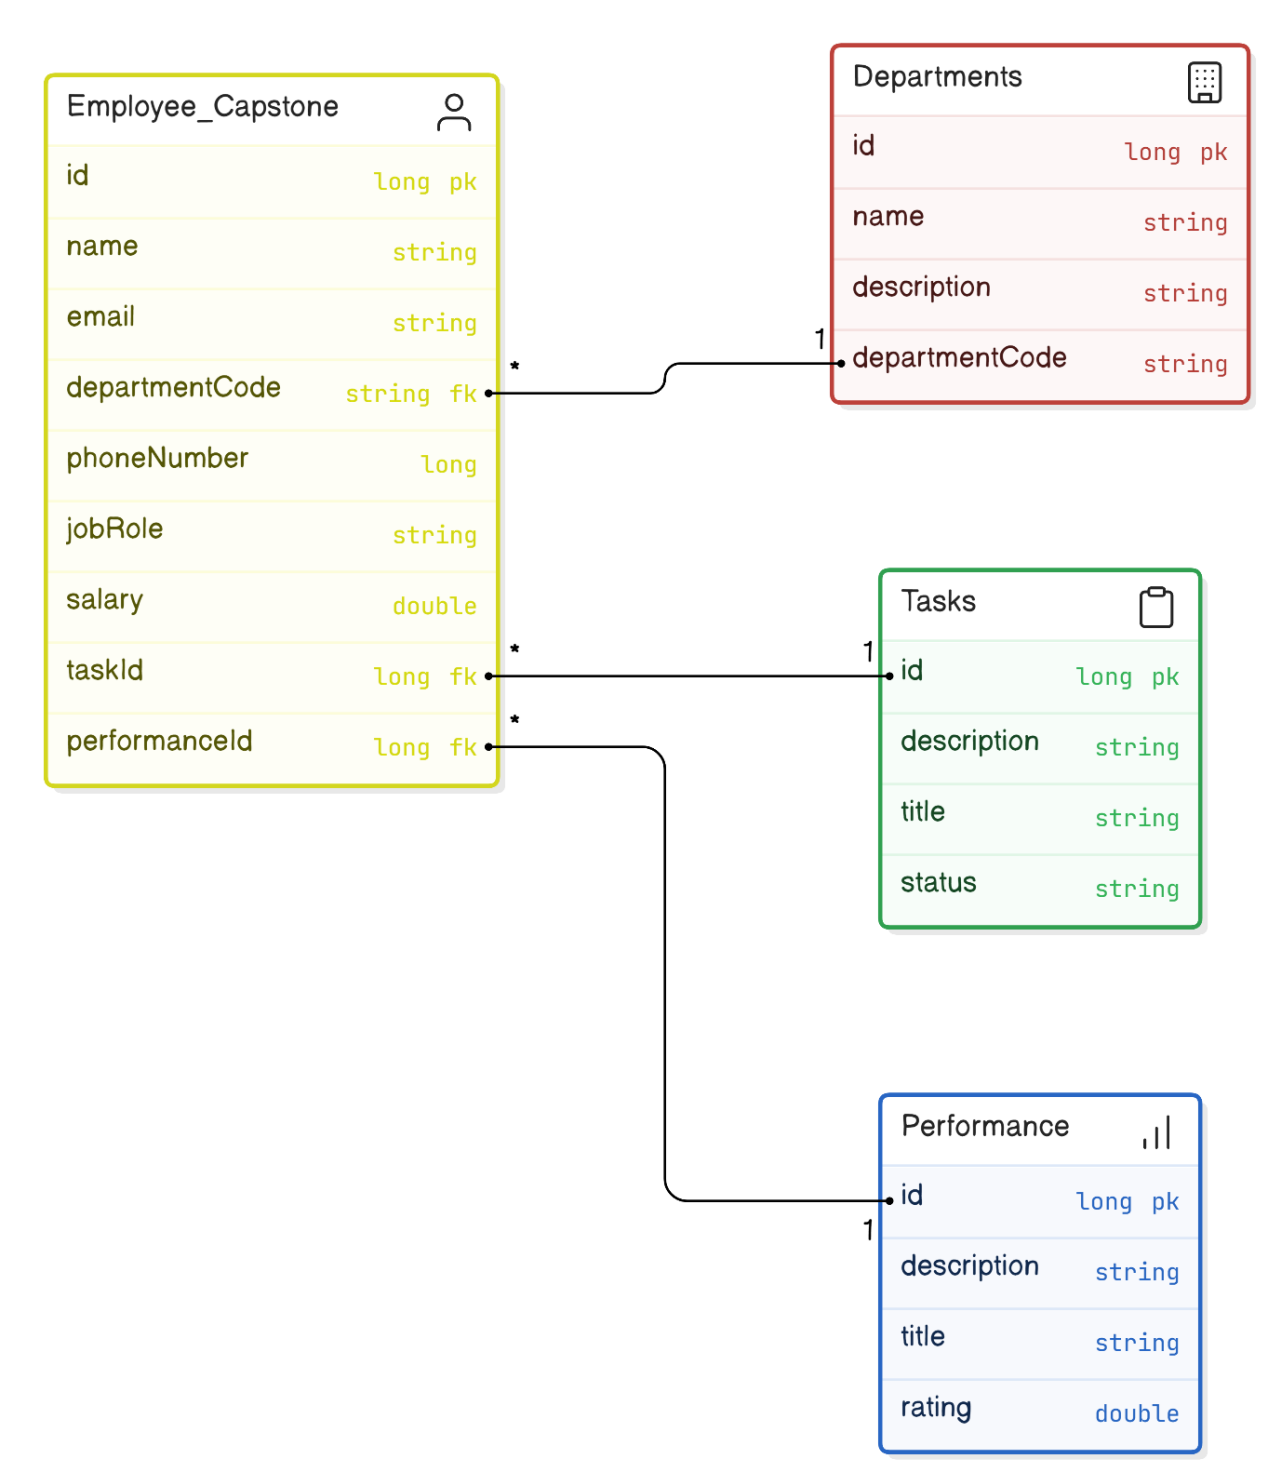 Employee_Capstone
id long pk
name string
email string
departmentCode string fk
phoneNumber long
jobRole string
salary double
taskId long fk
performanceId long fk
*
1
*
1
*
1
Departments
id long pk
name string
description string
departmentCode string
Tasks
id long pk
description string
title string
status string
Performance
id long pk
description string
title string
rating double